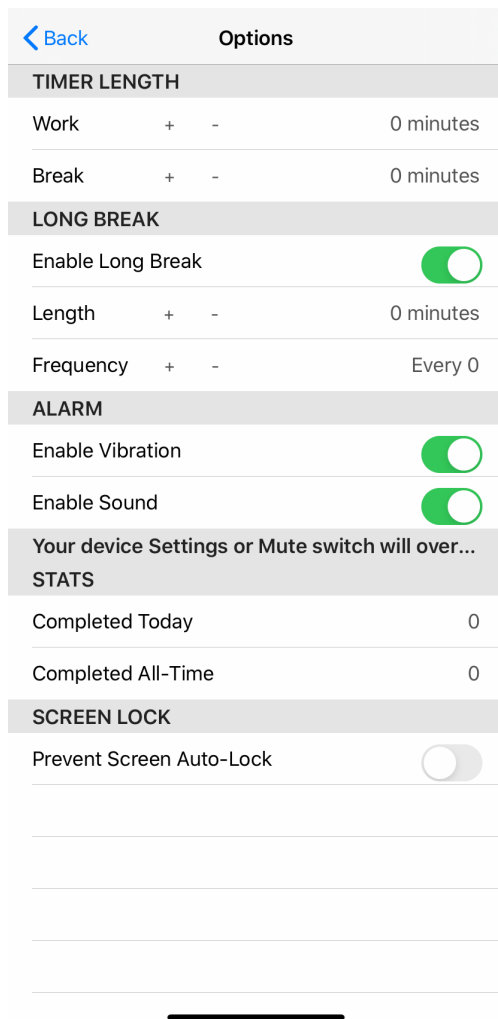 Back Options
TIMER LENGTH
Work + - 0 minutes
Break + - 0 minutes
LONG BREAK
Enable Long Break
Length + - 0 minutes
Frequency + - Every 0
ALARM
Enable Vibration
Enable Sound
Your device Settings or Mute switch will over...
STATS
Completed Today 0
Completed All-Time 0
SCREEN LOCK
Prevent Screen Auto-Lock